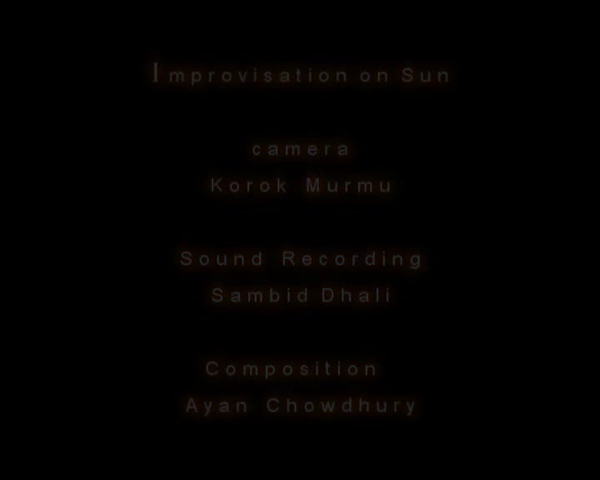 Improvisation on Sun
camera
Korok Murmu
Sound Recording
Sambid Dhali
Composition
Ayan Chowdhury